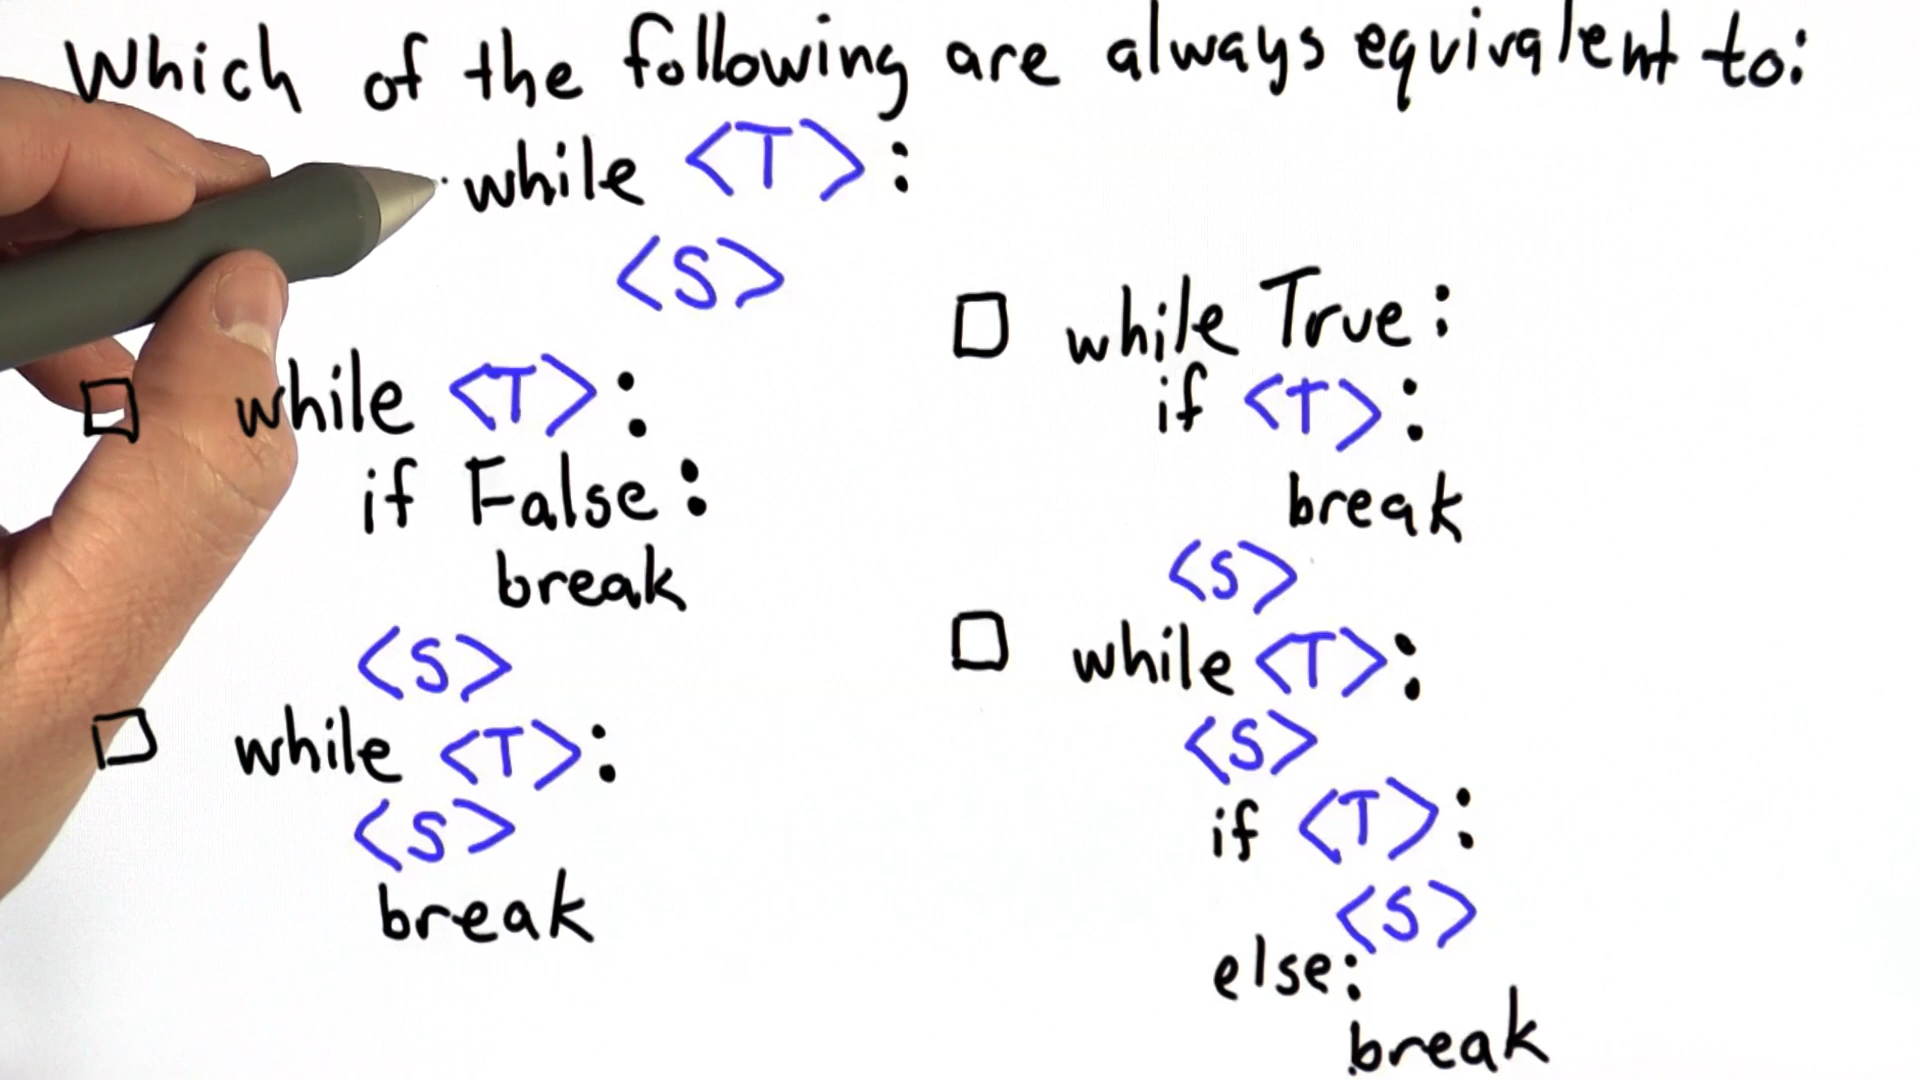 Which of the following are always equivalent to:
while <T>:
<S>
while <T>:
if False:
break
<S>
while <T>:
<S>
break
while True:
if <T>:
break
<S>
while <T>:
<S>
if <T>:
<S>
else:
break